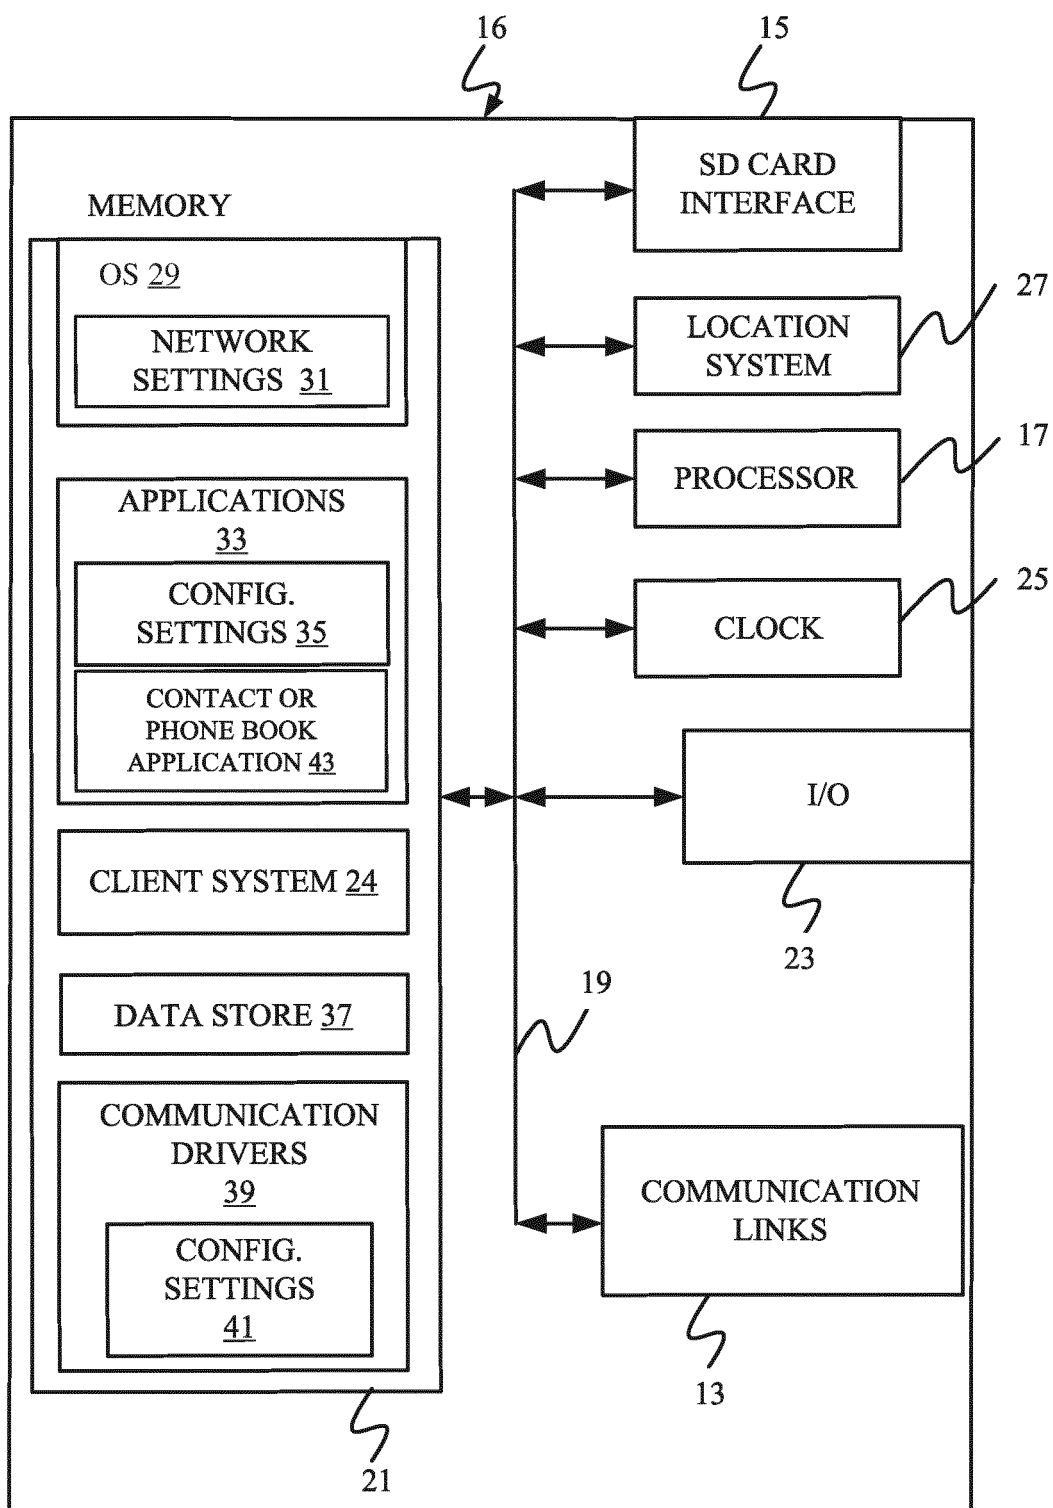 16
15
SD CARD
INTERFACE
MEMORY
OS 29
NETWORK
SETTINGS 31
27
LOCATION
SYSTEM
17
PROCESSOR
APPLICATIONS
33
CONFIG.
SETTINGS 35
25
CLOCK
CONTACT OR
PHONE BOOK
APPLICATION 43
I/O
CLIENT SYSTEM 24
23
19
DATA STORE 37
COMMUNICATION
DRIVERS
39
COMMUNICATION
LINKS
CONFIG.
SETTINGS
41
13
21